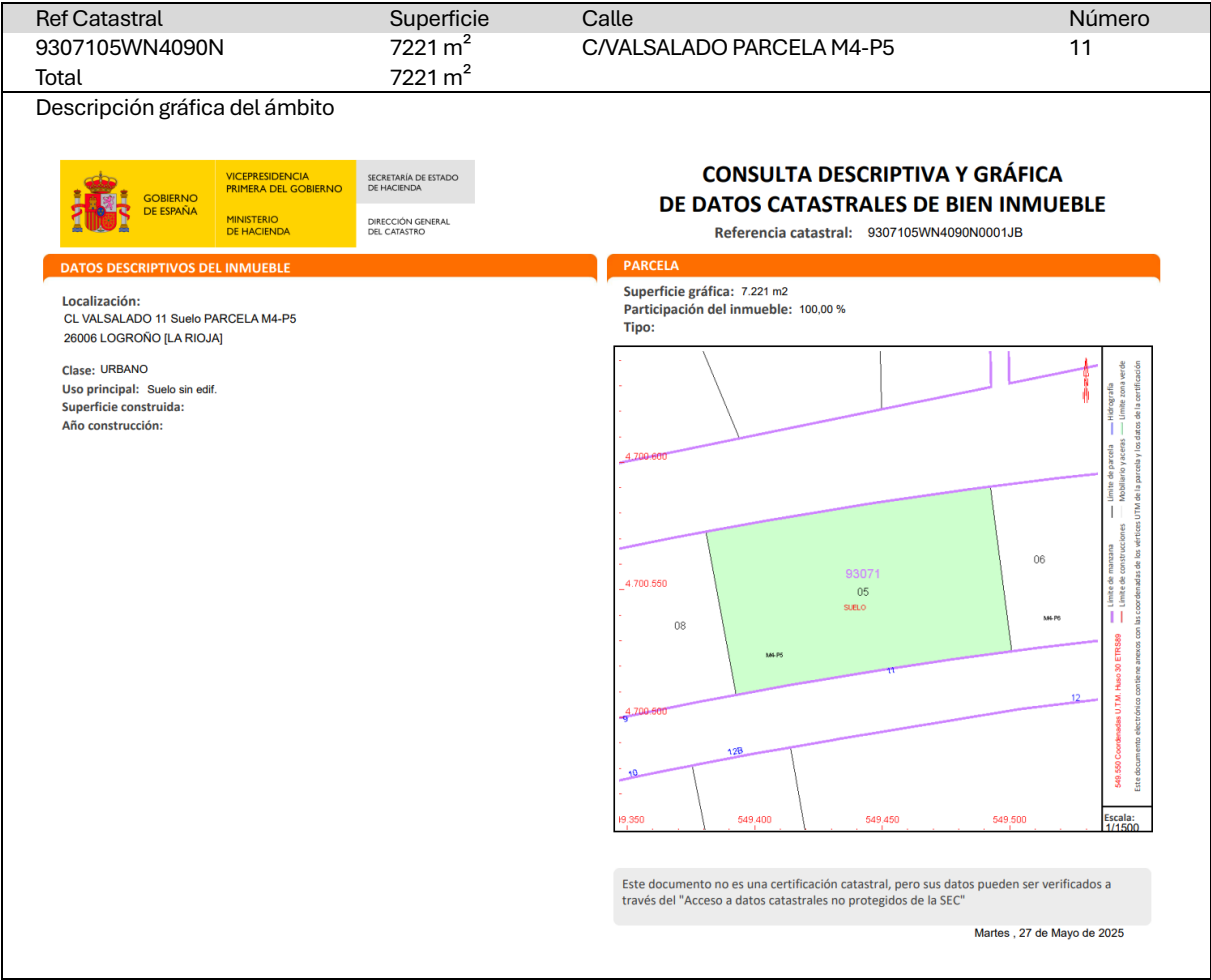 Ref Catastral Superficie Calle Número
9307105WN4090N 7221 m² C/VALSALADO PARCELA M4-P5 11
Total 7221 m²
Descripción gráfica del ámbito
GOBIERNO
DE ESPAÑA
VICEPRESIDENCIA
PRIMERA DEL GOBIERNO
MINISTERIO
DE HACIENDA
SECRETARÍA DE ESTADO
DE HACIENDA
DIRECCIÓN GENERAL
DEL CATASTRO
CONSULTA DESCRIPTIVA Y GRÁFICA
DE DATOS CATASTRALES DE BIEN INMUEBLE
Referencia catastral: 9307105WN4090N0001JB
DATOS DESCRIPTIVOS DEL INMUEBLE
Localización:
CL VALSALADO 11 Suelo PARCELA M4-P5
26006 LOGROÑO [LA RIOJA]
Clase: URBANO
Uso principal: Suelo sin edif.
Superficie construida:
Año construcción:
PARCELA
Superficie gráfica: 7.221 m2
Participación del inmueble: 100,00 %
Tipo:
4.700.600
4.700.550
93071
05
SUELO
06
08
M4-P5
M4-P6
11
4.700.500
9
12
12B
10
49.350 549.400 549.450 549.500
Límite de manzana Límite de parcela Hidrografía
Límite de construcciones Mobiliario y aceras Límite zona verde
549.550 Coordenadas U.T.M. Huso 30 ETRS89
Este documento electrónico contiene anexos con las coordenadas de los vértices UTM de la parcela y los datos de la certificación
Escala:
1/1500
Este documento no es una certificación catastral, pero sus datos pueden ser verificados a
través del "Acceso a datos catastrales no protegidos de la SEC"
Martes , 27 de Mayo de 2025